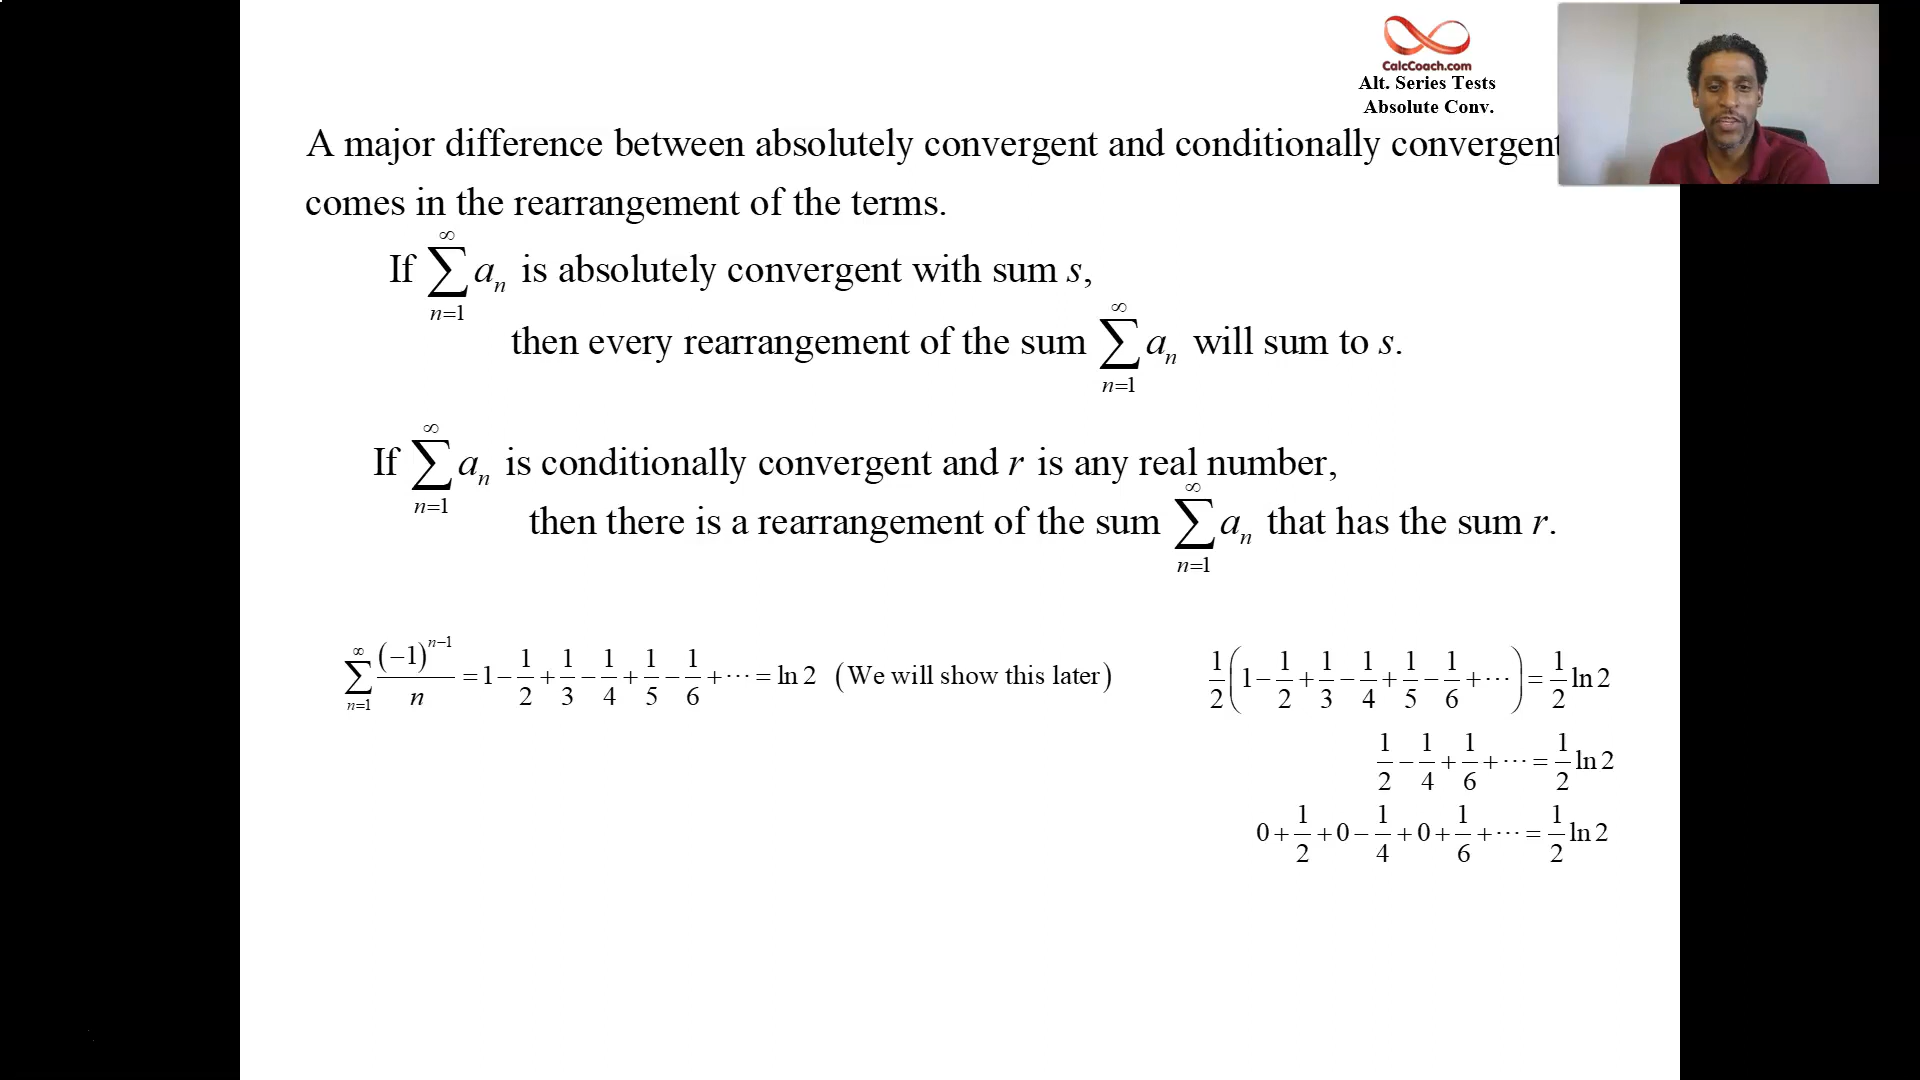 CalcCoach.com
Alt. Series Tests
Absolute Conv.
A major difference between absolutely convergent and conditionally convergent
comes in the rearrangement of the terms.
If ∑_{n=1}^{∞} a_n is absolutely convergent with sum s,
then every rearrangement of the sum ∑_{n=1}^{∞} a_n will sum to s.
If ∑_{n=1}^{∞} a_n is conditionally convergent and r is any real number,
then there is a rearrangement of the sum ∑_{n=1}^{∞} a_n that has the sum r.
∑_{n=1}^{∞} (−1)^{n−1}/n = 1 − 1/2 + 1/3 − 1/4 + 1/5 − 1/6 + ⋯ = ln 2 (We will show this later)
1/2 (1 − 1/2 + 1/3 − 1/4 + 1/5 − 1/6 + ⋯) = 1/2 ln 2
1/2 − 1/4 + 1/6 + ⋯ = 1/2 ln 2
0 + 1/2 + 0 − 1/4 + 0 + 1/6 + ⋯ = 1/2 ln 2